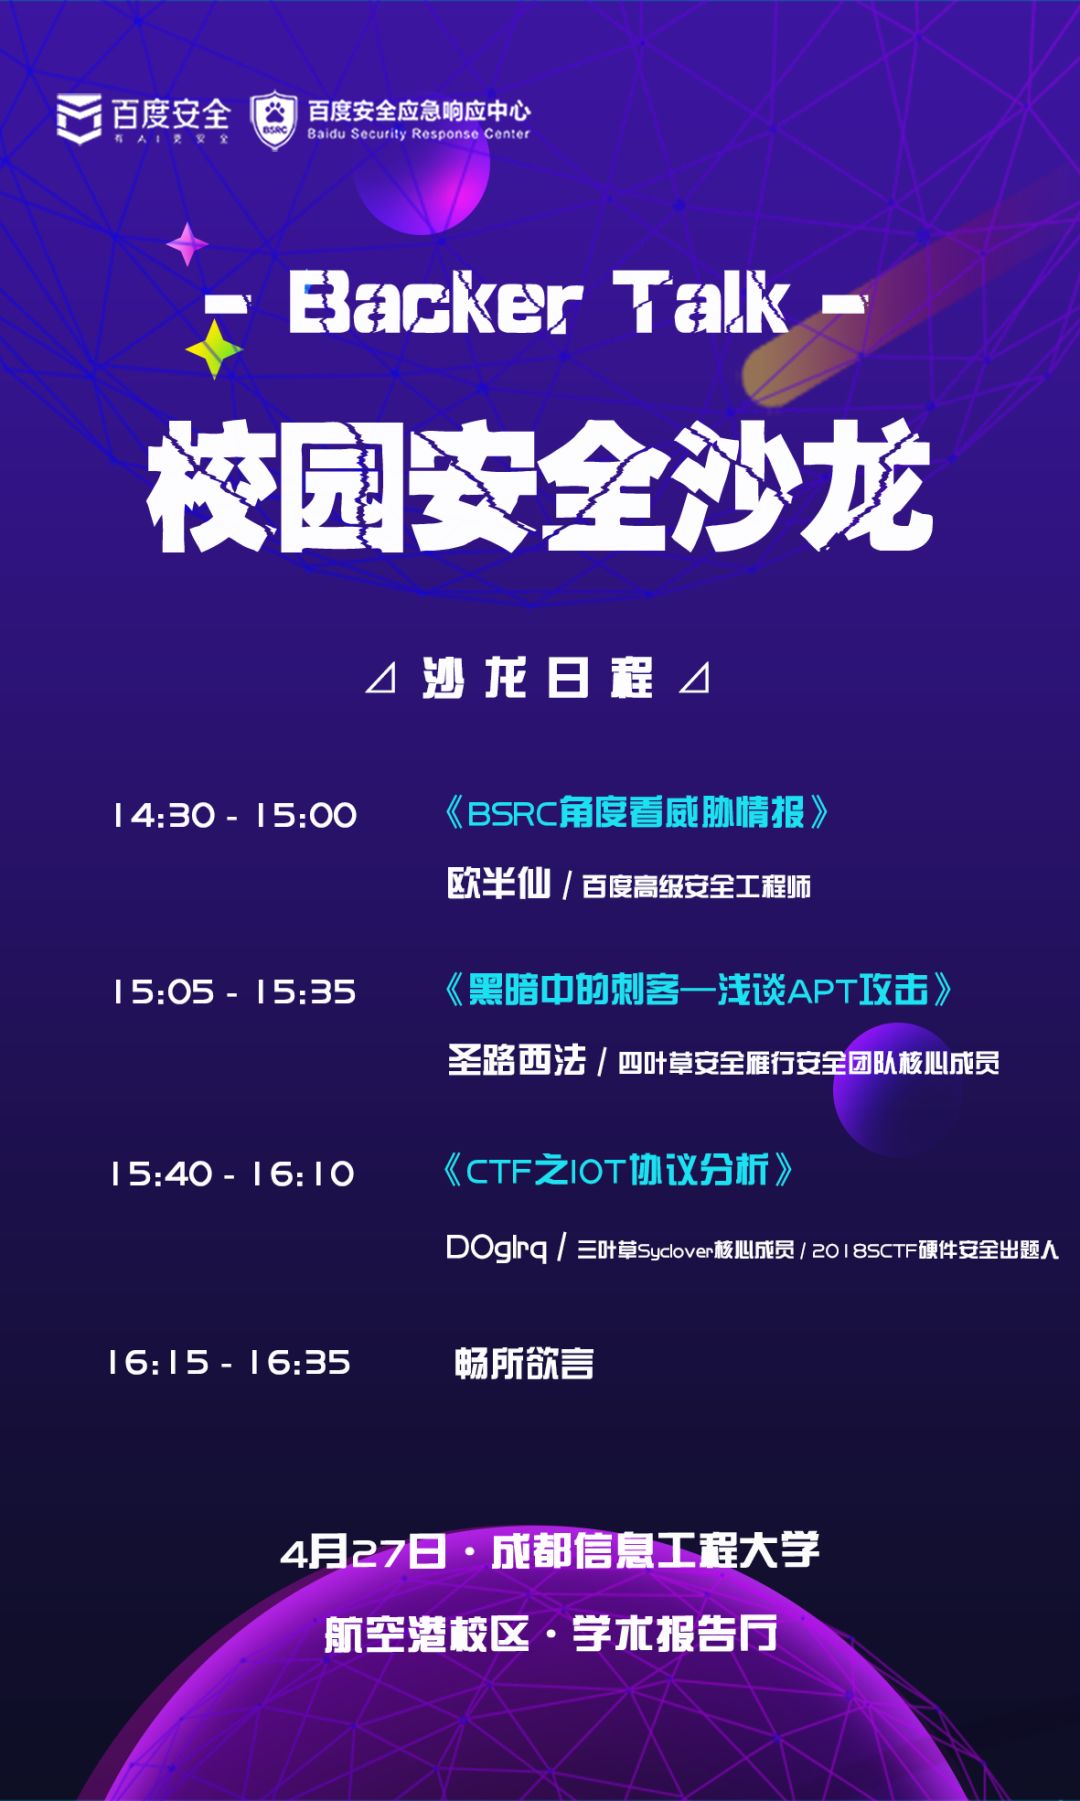 百度安全
有AI更安全
BSRC
百度安全应急响应中心
Baidu Security Response Center
- Backer Talk -
校园安全沙龙
沙龙日程
14:30 - 15:00 《BSRC角度看威胁情报》
欧半仙 / 百度高级安全工程师
15:05 - 15:35 《黑暗中的刺客—浅谈APT攻击》
圣路西法 / 四叶草安全雁行安全团队核心成员
15:40 - 16:10 《CTF之IOT协议分析》
DOglrq / 三叶草Syclover核心成员 / 2018SCTF硬件安全出题人
16:15 - 16:35 畅所欲言
4月27日·成都信息工程大学
航空港校区·学术报告厅